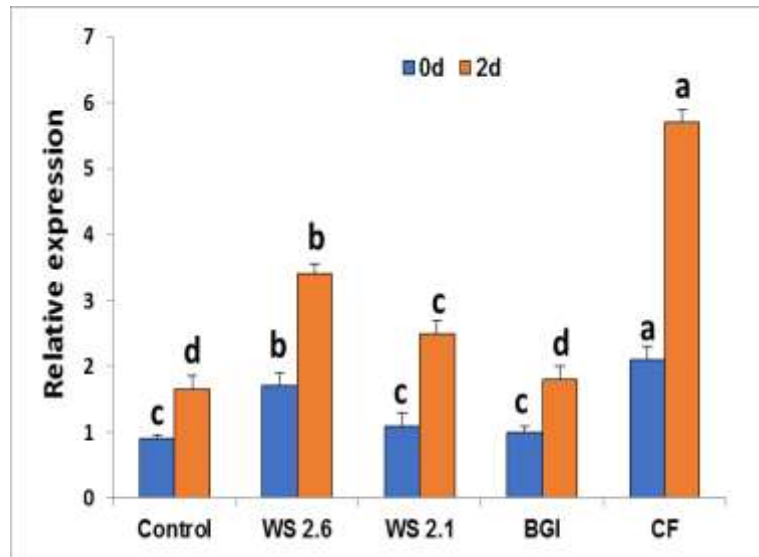 Relative expression
7
6
5
4
3
2
1
0
0d 2d
c d
b b
c c
c d
a a
Control WS 2.6 WS 2.1 BGI CF